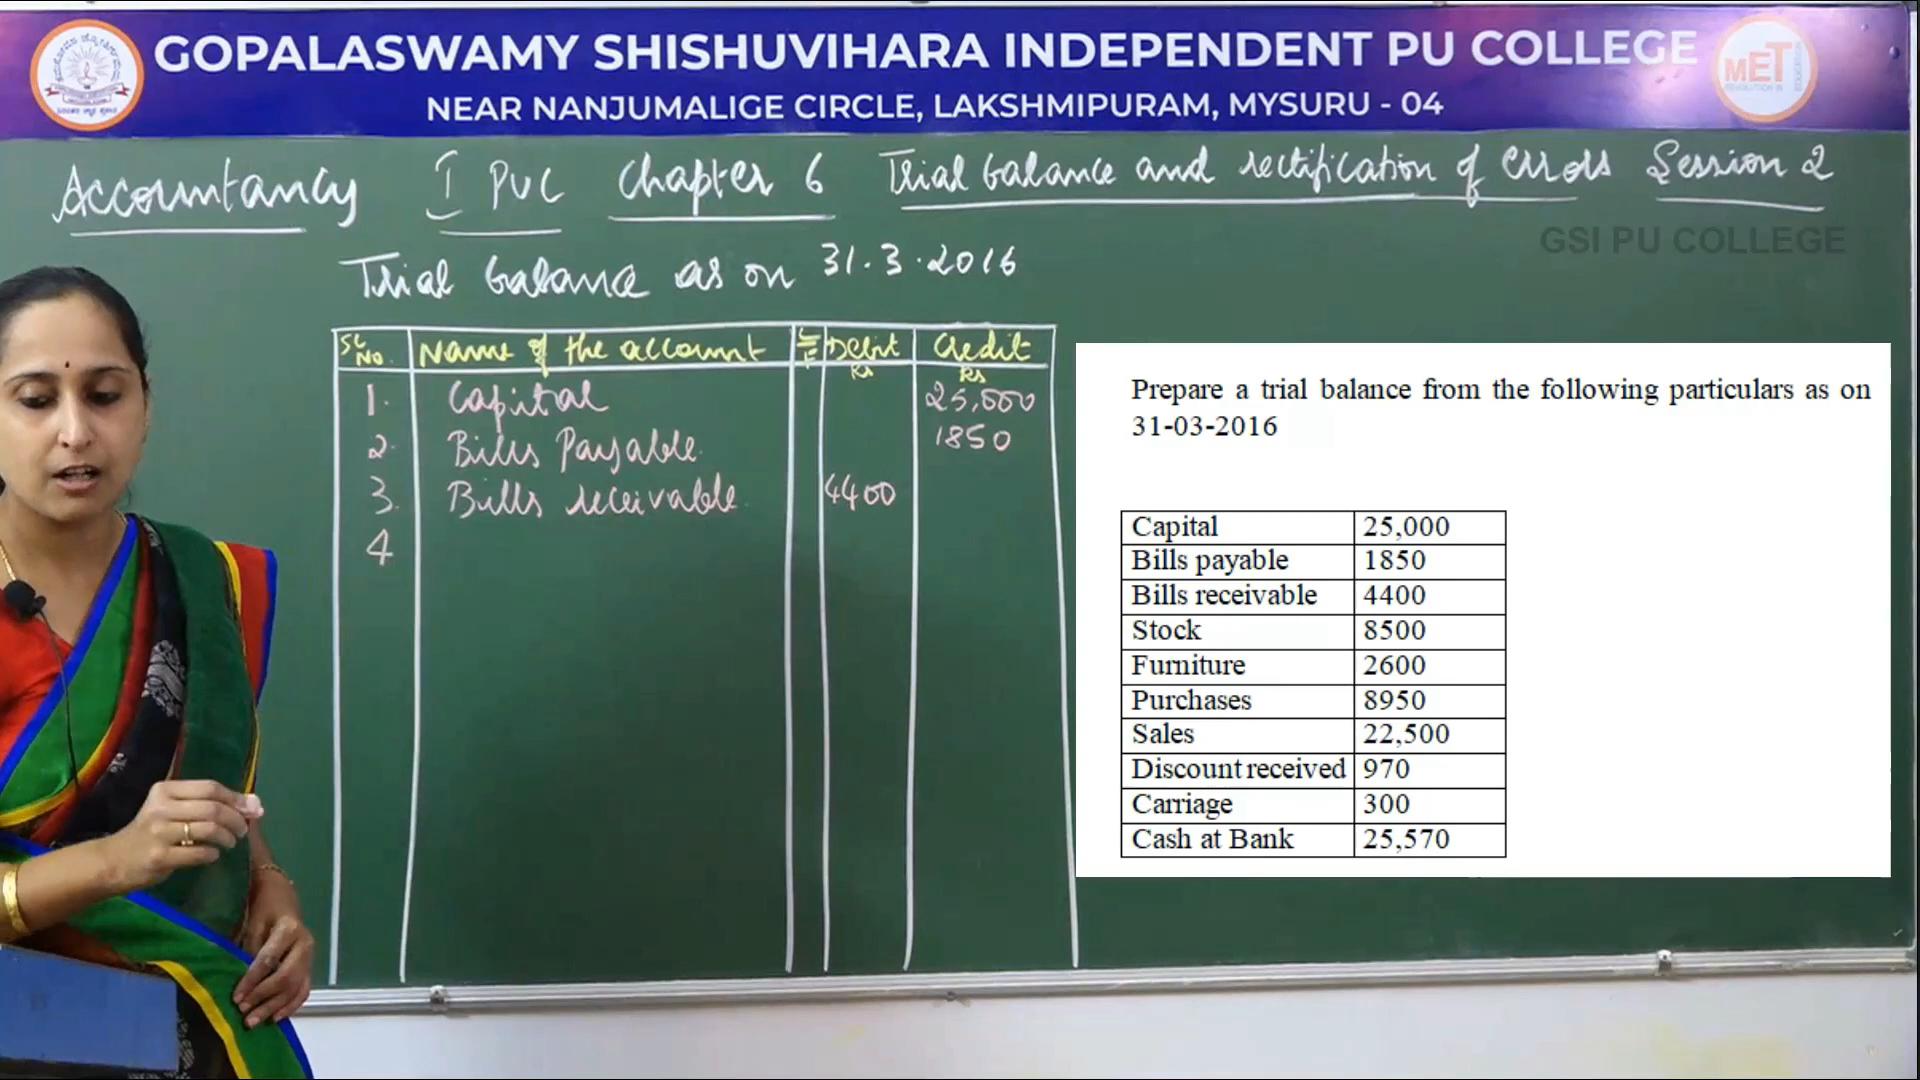 GOPALASWAMY SHISHUVIHARA INDEPENDENT PU COLLEGE
NEAR NANJUMALIGE CIRCLE, LAKSHMIPURAM, MYSURU - 04
MET
Accountancy I PUC Chapter 6 Trial balance and rectification of errors Session 2
GSI PU COLLEGE
Trial balance as on 31.3.2016
SL No. Name of the account L F Debit Rs Credit Rs
1. Capital 25,000
2. Bills Payable. 1850
3. Bills receivable. 4400
4
Prepare a trial balance from the following particulars as on
31-03-2016
Capital 25,000
Bills payable 1850
Bills receivable 4400
Stock 8500
Furniture 2600
Purchases 8950
Sales 22,500
Discount received 970
Carriage 300
Cash at Bank 25,570